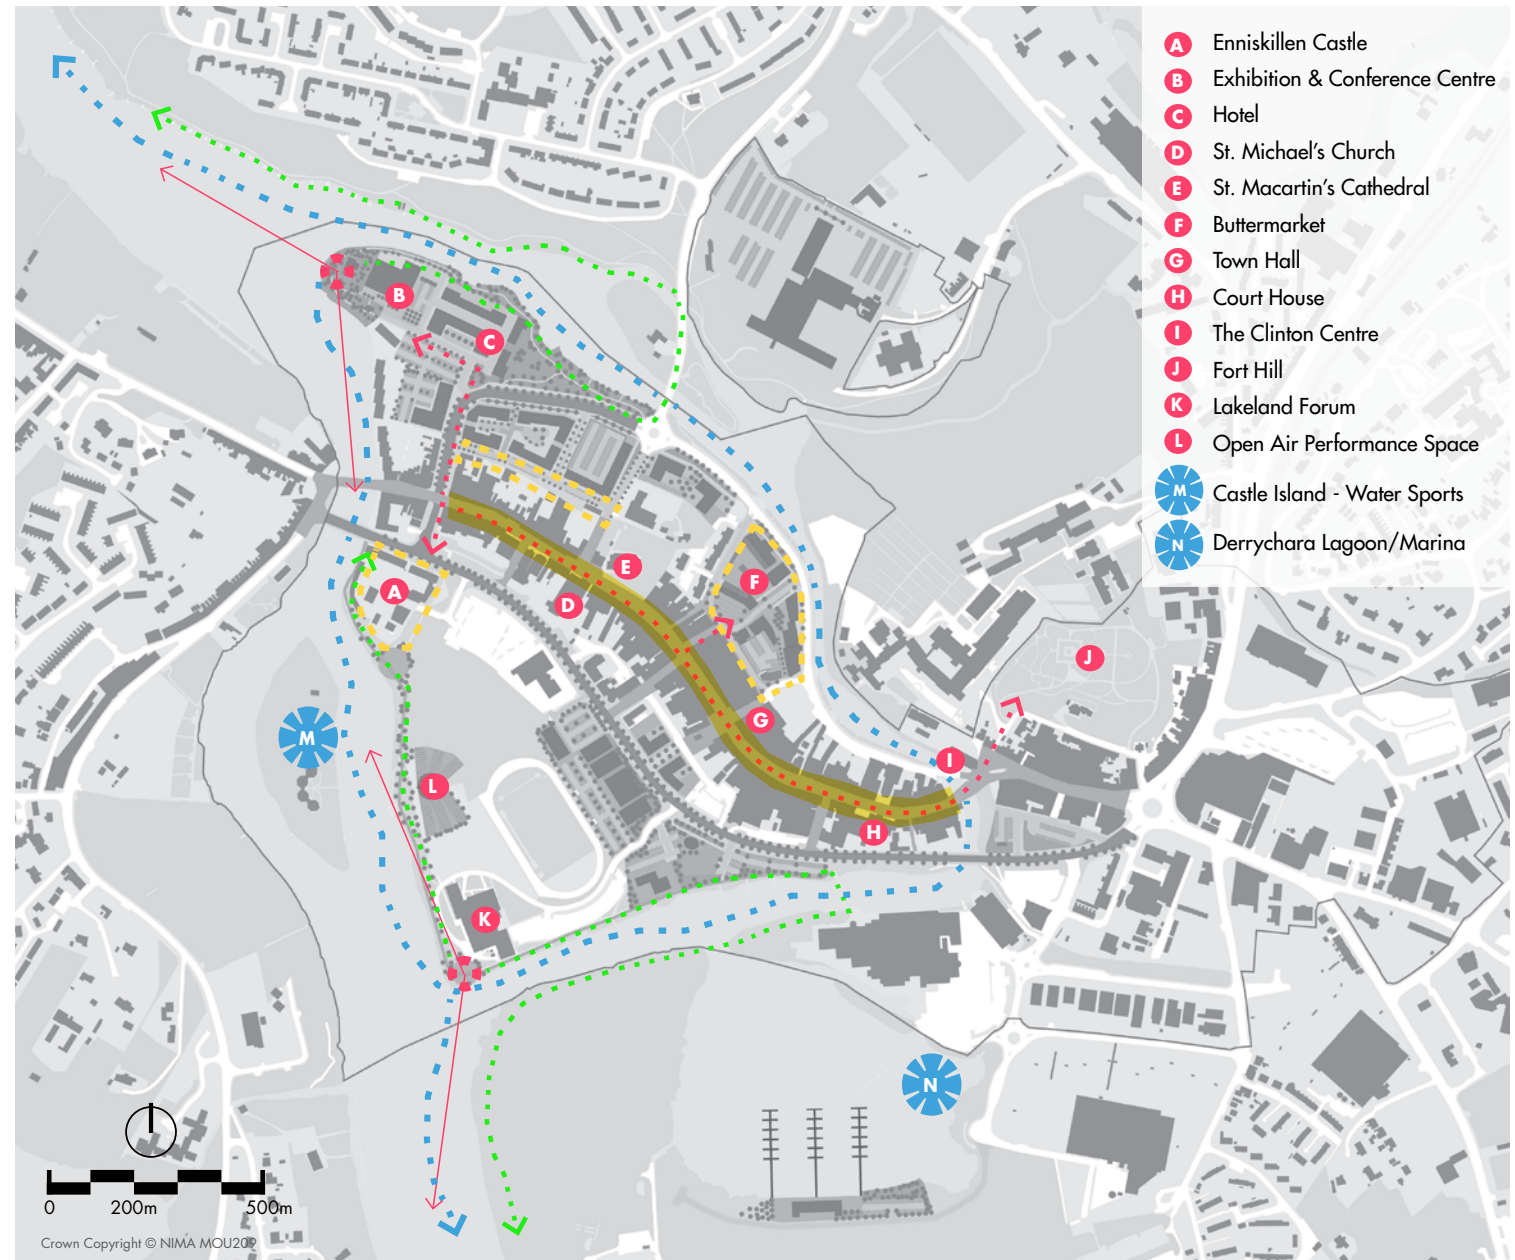 A Enniskillen Castle
B Exhibition & Conference Centre
C Hotel
D St. Michael's Church
E St. Macartin's Cathedral
F Buttermarket
G Town Hall
H Court House
I The Clinton Centre
J Fort Hill
K Lakeland Forum
L Open Air Performance Space
M Castle Island - Water Sports
N Derrychara Lagoon/Marina
B
C
A
E
D
F
J
M
G
I
L
H
K
N
0 200m 500m
Crown Copyright © NIMA MOU209